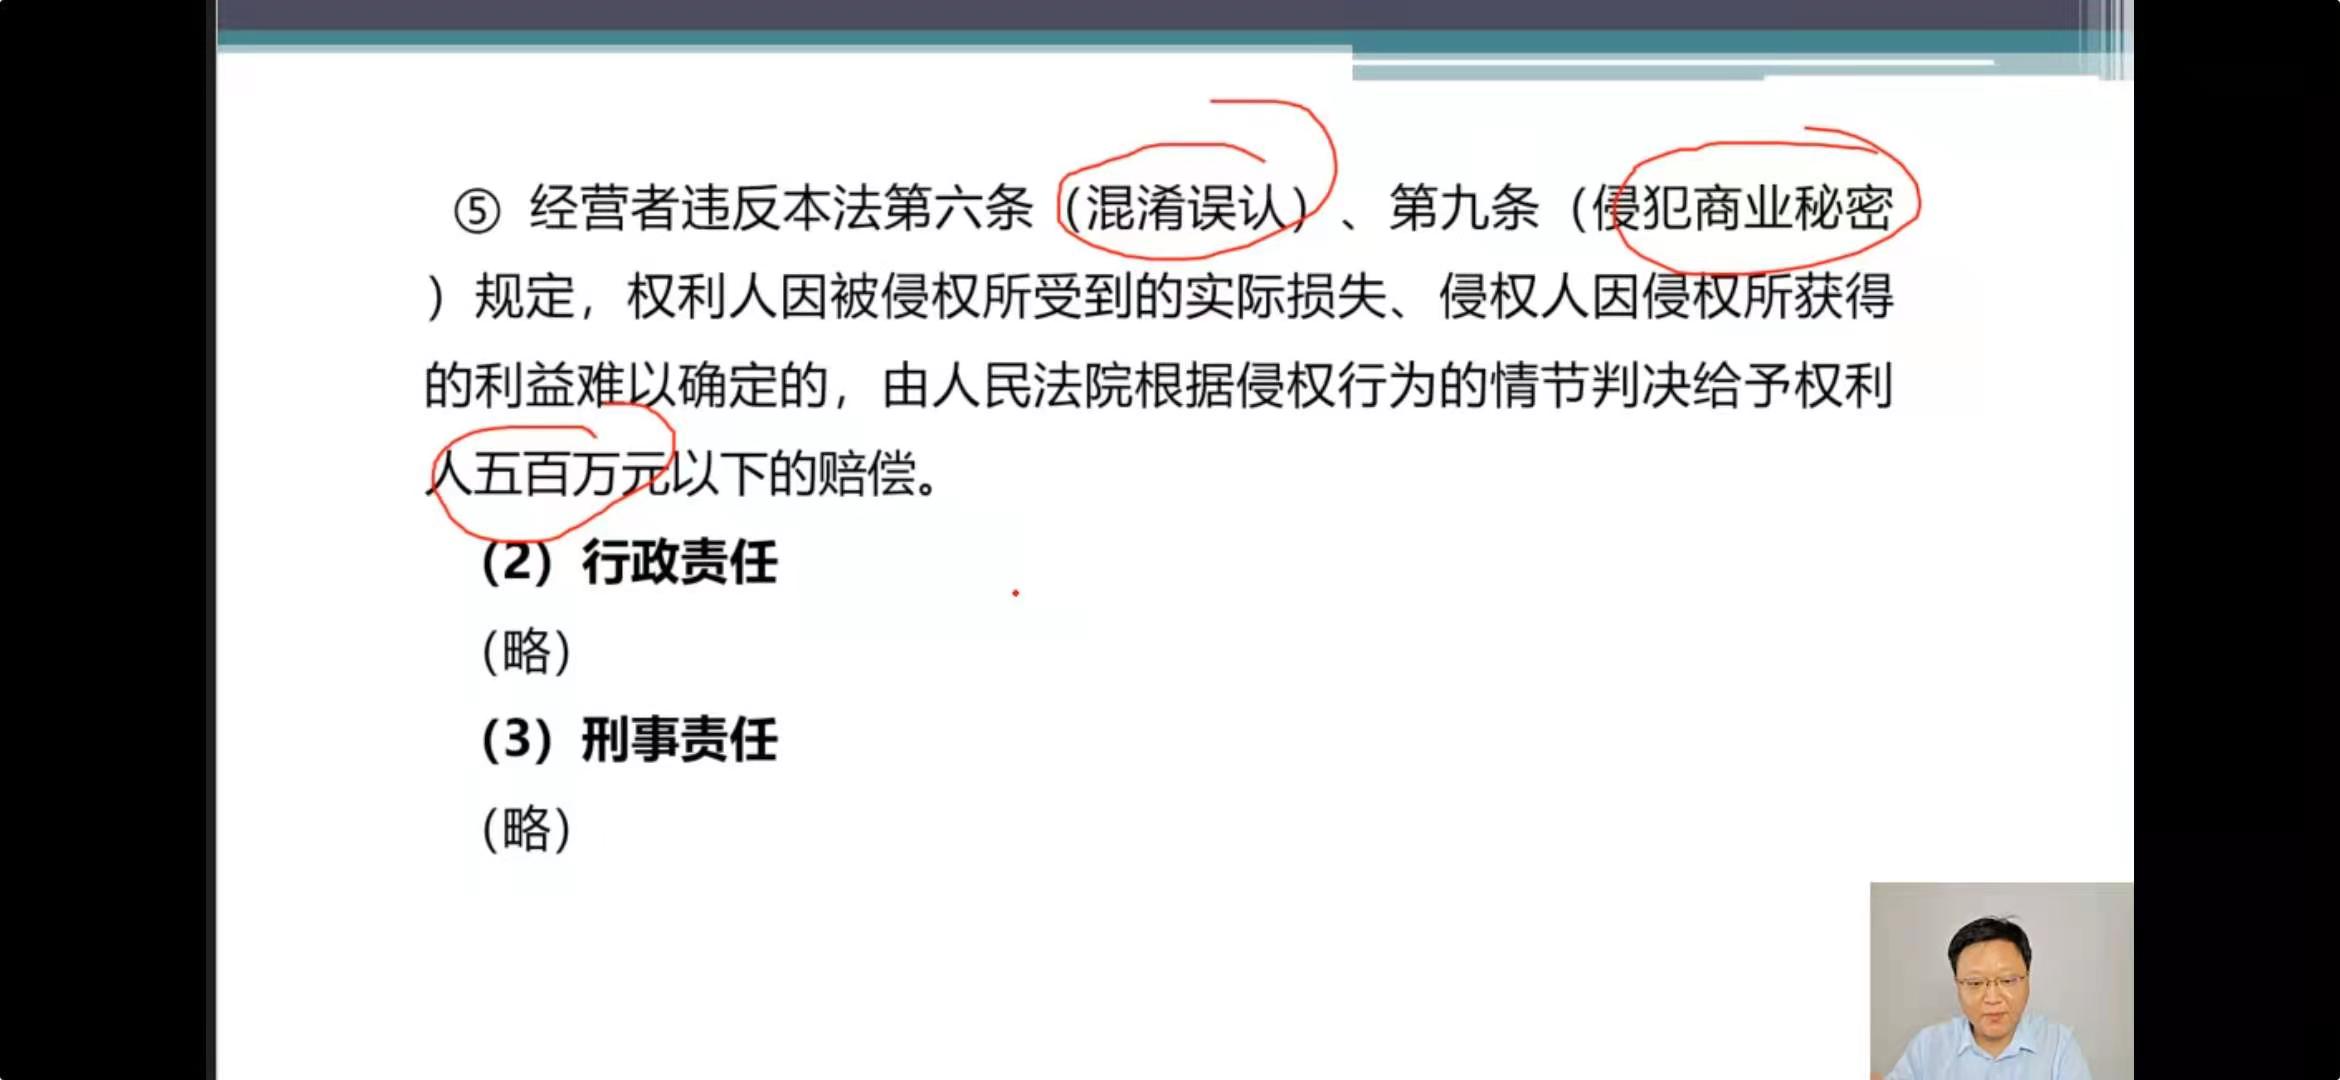 ⑤ 经营者违反本法第六条（混淆误认）、第九条（侵犯商业秘密
）规定，权利人因被侵权所受到的实际损失、侵权人因侵权所获得
的利益难以确定的，由人民法院根据侵权行为的情节判决给予权利
人五百万元以下的赔偿。
（2）行政责任
（略）
（3）刑事责任
（略）